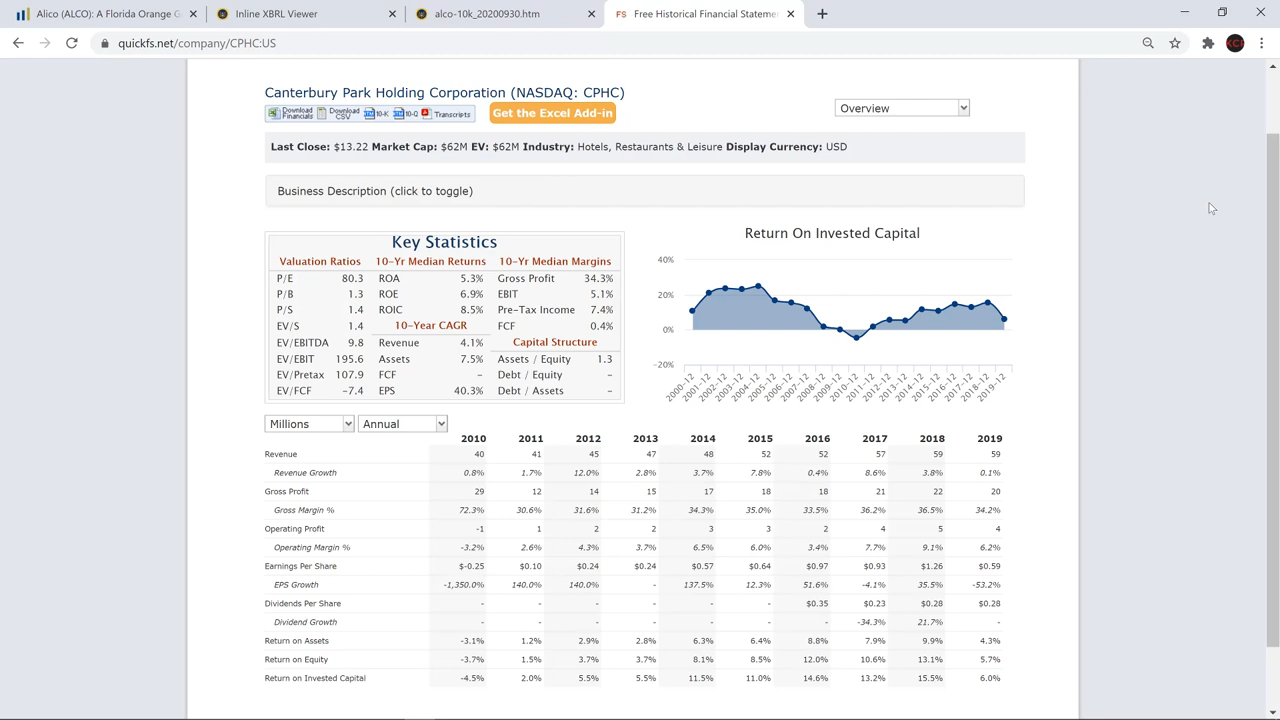 Alico (ALCO): A Florida Orange G
Inline XBRL Viewer
alco-10k_20200930.htm
FS Free Historical Financial Stateme
quickfs.net/company/CPHC:US
KCF
Canterbury Park Holding Corporation (NASDAQ: CPHC)
Download Financials Download CSV 10-K 10-Q Transcripts
Get the Excel Add-in
Overview
Last Close: $13.22 Market Cap: $62M EV: $62M Industry: Hotels, Restaurants & Leisure Display Currency: USD
Business Description (click to toggle)
Key Statistics
Valuation Ratios 10-Yr Median Returns 10-Yr Median Margins
P/E 80.3 ROA 5.3% Gross Profit 34.3%
P/B 1.3 ROE 6.9% EBIT 5.1%
P/S 1.4 ROIC 8.5% Pre-Tax Income 7.4%
EV/S 1.4 10-Year CAGR FCF 0.4%
EV/EBITDA 9.8 Revenue 4.1% Capital Structure
EV/EBIT 195.6 Assets 7.5% Assets / Equity 1.3
EV/Pretax 107.9 FCF – Debt / Equity –
EV/FCF -7.4 EPS 40.3% Debt / Assets –
Return On Invested Capital
40%
20%
0%
-20%
2000-12 2001-12 2002-12 2003-12 2004-12 2005-12 2006-12 2007-12 2008-12 2009-12 2010-12 2011-12 2012-12 2013-12 2014-12 2015-12 2016-12 2017-12 2018-12 2019-12
Millions Annual
2010 2011 2012 2013 2014 2015 2016 2017 2018 2019
Revenue 40 41 45 47 48 52 52 57 59 59
Revenue Growth 0.8% 1.7% 12.0% 2.8% 3.7% 7.8% 0.4% 8.6% 3.8% 0.1%
Gross Profit 29 12 14 15 17 18 18 21 22 20
Gross Margin % 72.3% 30.6% 31.6% 31.2% 34.3% 35.0% 33.5% 36.2% 36.5% 34.2%
Operating Profit -1 1 2 2 3 3 2 4 5 4
Operating Margin % -3.2% 2.6% 4.3% 3.7% 6.5% 6.0% 3.4% 7.7% 9.1% 6.2%
Earnings Per Share $-0.25 $0.10 $0.24 $0.24 $0.57 $0.64 $0.97 $0.93 $1.26 $0.59
EPS Growth -1,350.0% 140.0% 140.0% - 137.5% 12.3% 51.6% -4.1% 35.5% -53.2%
Dividends Per Share - - - - - - $0.35 $0.23 $0.28 $0.28
Dividend Growth - - - - - - - -34.3% 21.7% -
Return on Assets -3.1% 1.2% 2.9% 2.8% 6.3% 6.4% 8.8% 7.9% 9.9% 4.3%
Return on Equity -3.7% 1.5% 3.7% 3.7% 8.1% 8.5% 12.0% 10.6% 13.1% 5.7%
Return on Invested Capital -4.5% 2.0% 5.5% 5.5% 11.5% 11.0% 14.6% 13.2% 15.5% 6.0%